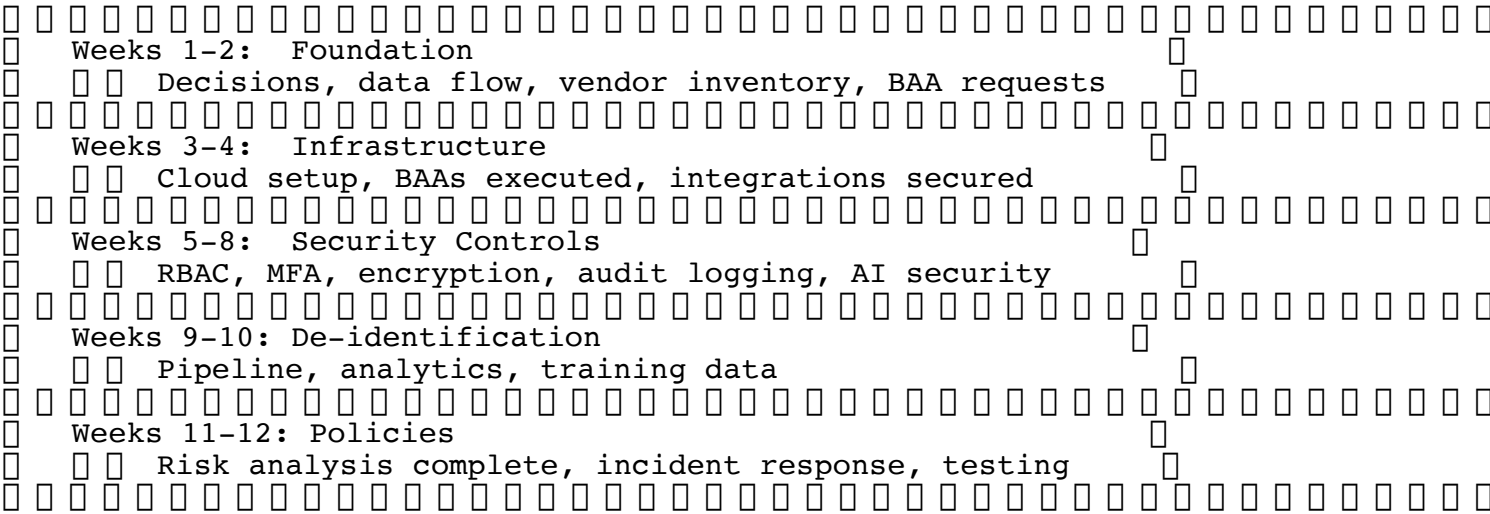 Weeks 1-2:  Foundation
Decisions, data flow, vendor inventory, BAA requests
Weeks 3-4:  Infrastructure
Cloud setup, BAAs executed, integrations secured
Weeks 5-8:  Security Controls
RBAC, MFA, encryption, audit logging, AI security
Weeks 9-10: De-identification
Pipeline, analytics, training data
Weeks 11-12: Policies
Risk analysis complete, incident response, testing